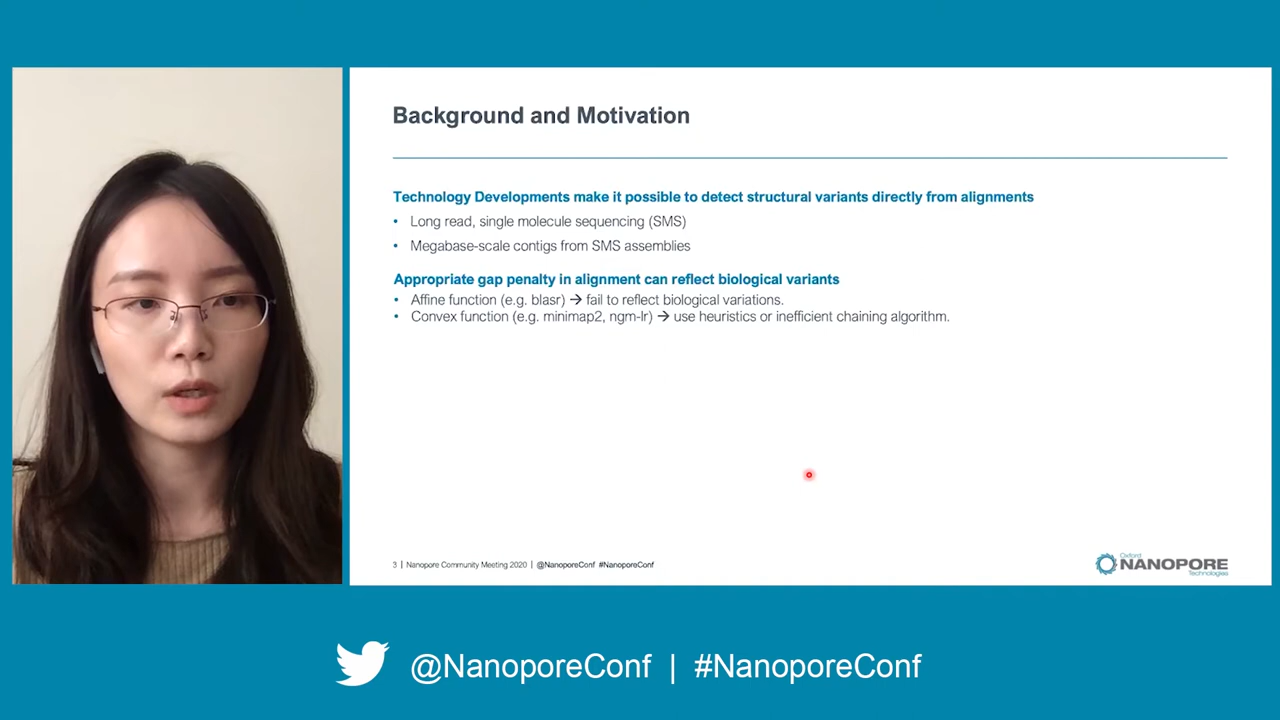 Background and Motivation
Technology Developments make it possible to detect structural variants directly from alignments
• Long read, single molecule sequencing (SMS)
• Megabase-scale contigs from SMS assemblies
Appropriate gap penalty in alignment can reflect biological variants
• Affine function (e.g. blasr) → fail to reflect biological variations.
• Convex function (e.g. minimap2, ngm-lr) → use heuristics or inefficient chaining algorithm.
3 | Nanopore Community Meeting 2020 | @NanoporeConf #NanoporeConf
Oxford
NANOPORE
Technologies
@NanoporeConf | #NanoporeConf